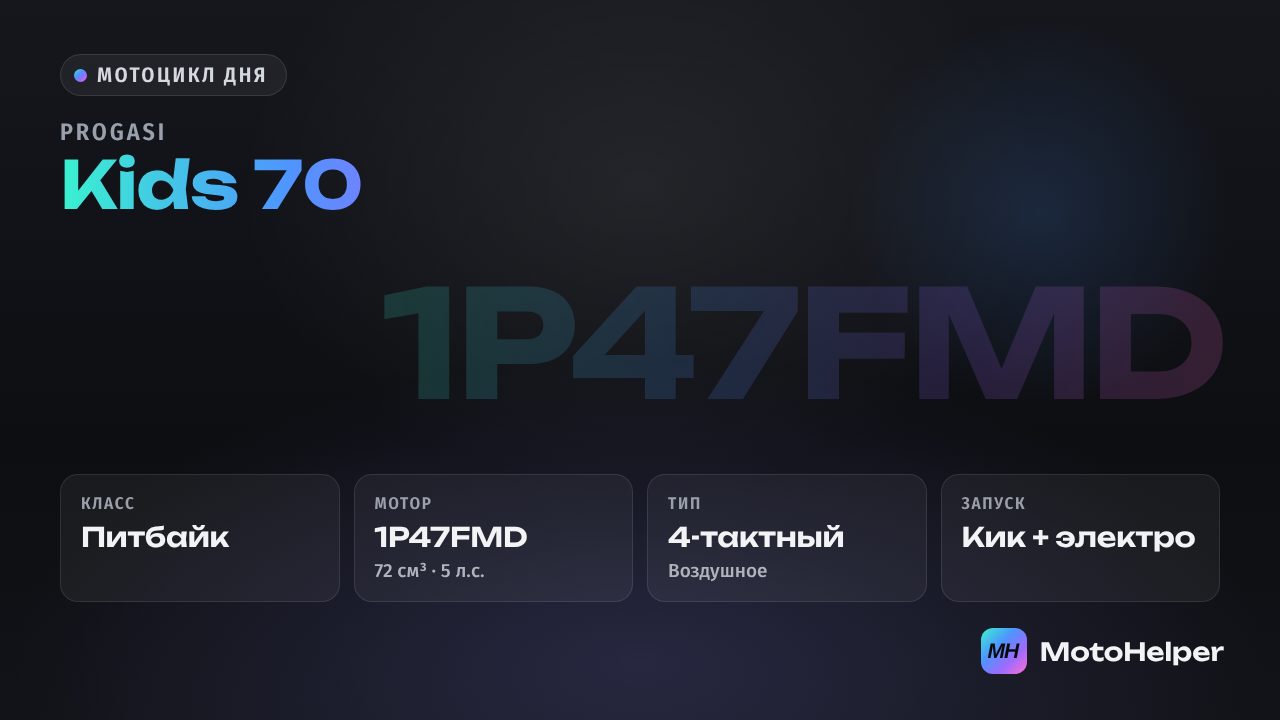 МОТОЦИКЛ ДНЯ
PROGASI
Kids 70
1P47FMD
КЛАСС
Питбайк
МОТОР
1P47FMD
72 см³ · 5 л.с.
ТИП
4-тактный
Воздушное
ЗАПУСК
Кик + электро
MH MotoHelper